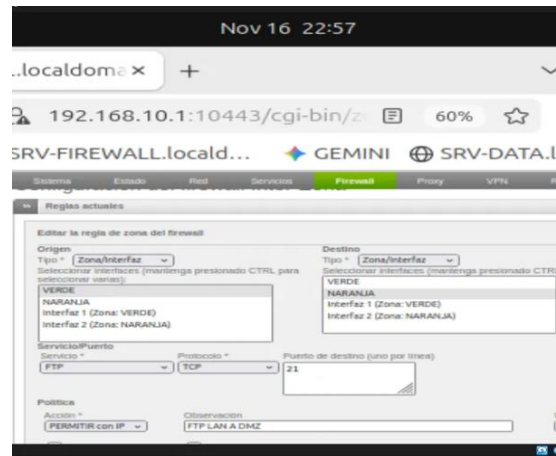 Nov 16 22:57
..localdoma × +
192.168.10.1:10443/cgi-bin/z 60%
SRV-FIREWALL.locald... GEMINI SRV-DATA.l
Sistema Estado Red Servicios Firewall Proxy VPN
>> Reglas actuales
Editar la regla de zona del firewall
Origen Destino
Tipo * Zona/Interfaz Tipo * Zona/Interfaz
Seleccionar interfaces (mantenga presionado CTRL para Seleccionar interfaces (mantenga presionado CTR
seleccionar varias):
VERDE VERDE
NARANJA NARANJA
Interfaz 1 (Zona: VERDE) Interfaz 1 (Zona: VERDE)
Interfaz 2 (Zona: NARANJA) Interfaz 2 (Zona: NARANJA)
Servicio/Puerto
Servicio * Protocolo * Puerto de destino (uno por línea)
FTP TCP 21
Política
Acción * Observación
PERMITIR con IP FTP LAN A DMZ